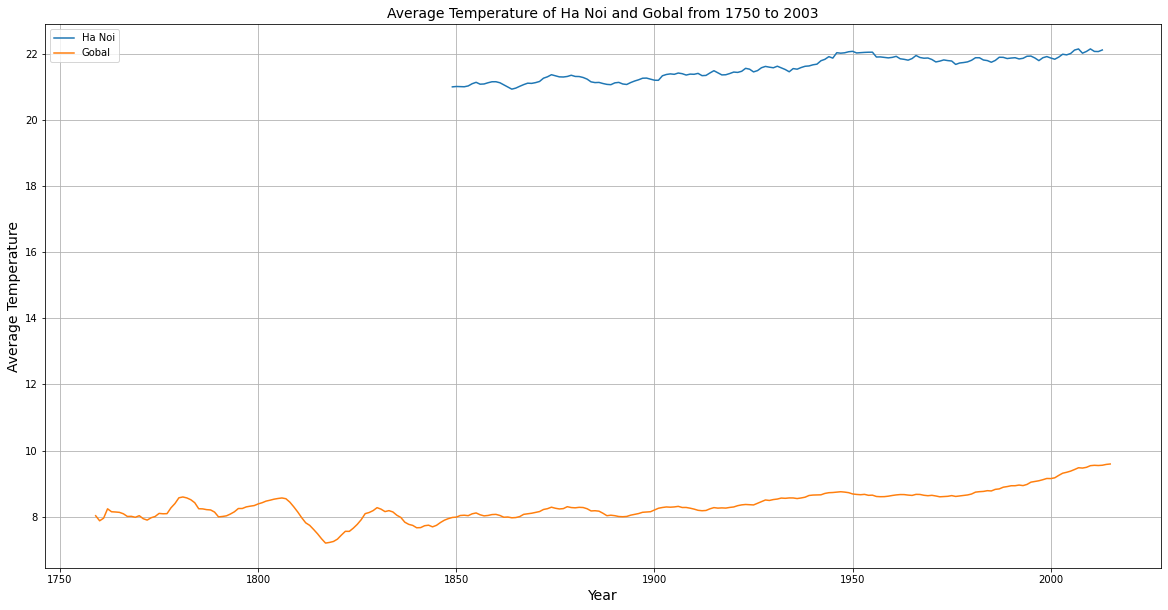 Average Temperature of Ha Noi and Gobal from 1750 to 2003
Ha Noi
Gobal
Average Temperature
22
20
18
16
14
12
10
8
1750
1800
1850
1900
1950
2000
Year